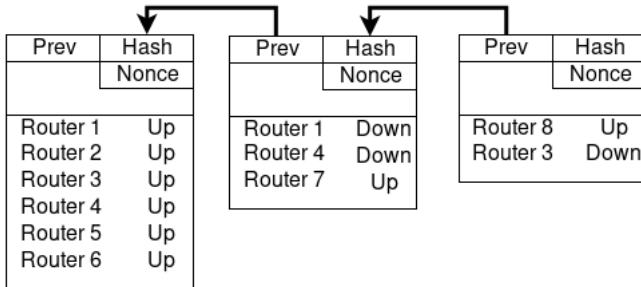 Prev Hash
Nonce
Router 1 Up
Router 2 Up
Router 3 Up
Router 4 Up
Router 5 Up
Router 6 Up
Prev Hash
Nonce
Router 1 Down
Router 4 Down
Router 7 Up
Prev Hash
Nonce
Router 8 Up
Router 3 Down